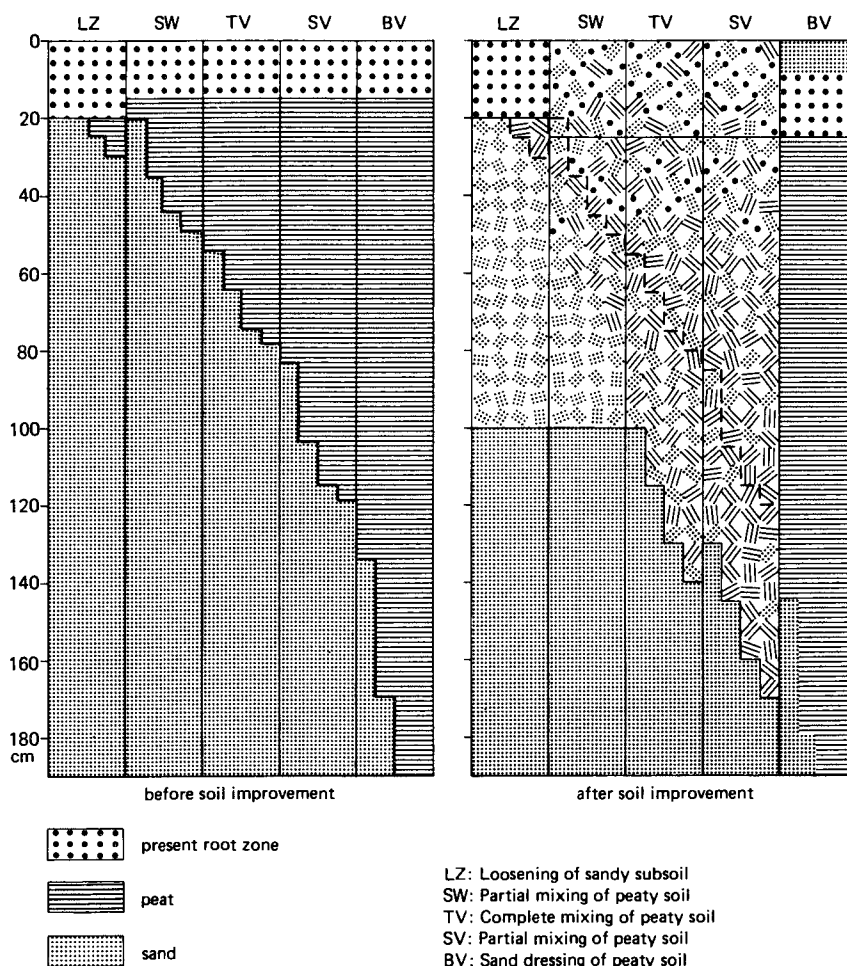 LZ SW TV SV BV
LZ SW TV SV BV
0
20
40
60
80
100
120
140
160
180
cm
before soil improvement
after soil improvement
present root zone
peat
sand
LZ: Loosening of sandy subsoil
SW: Partial mixing of peaty soil
TV: Complete mixing of peaty soil
SV: Partial mixing of peaty soil
BV: Sand dressing of peaty soil